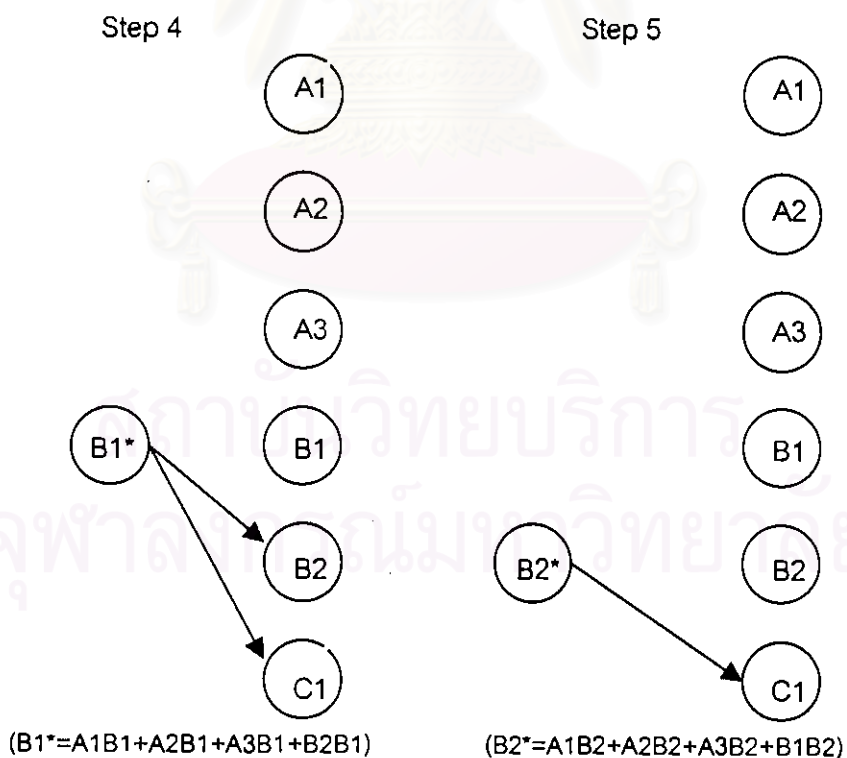 Step 4
A1
A2
A3
B1*
B1
B2
C1
(B1*=A1B1+A2B1+A3B1+B2B1)
Step 5
A1
A2
A3
B1
B2*
B2
C1
(B2*=A1B2+A2B2+A3B2+B1B2)
สถาบันวิทยบริการ
จุฬาลงกรณ์มหาวิทยาลัย